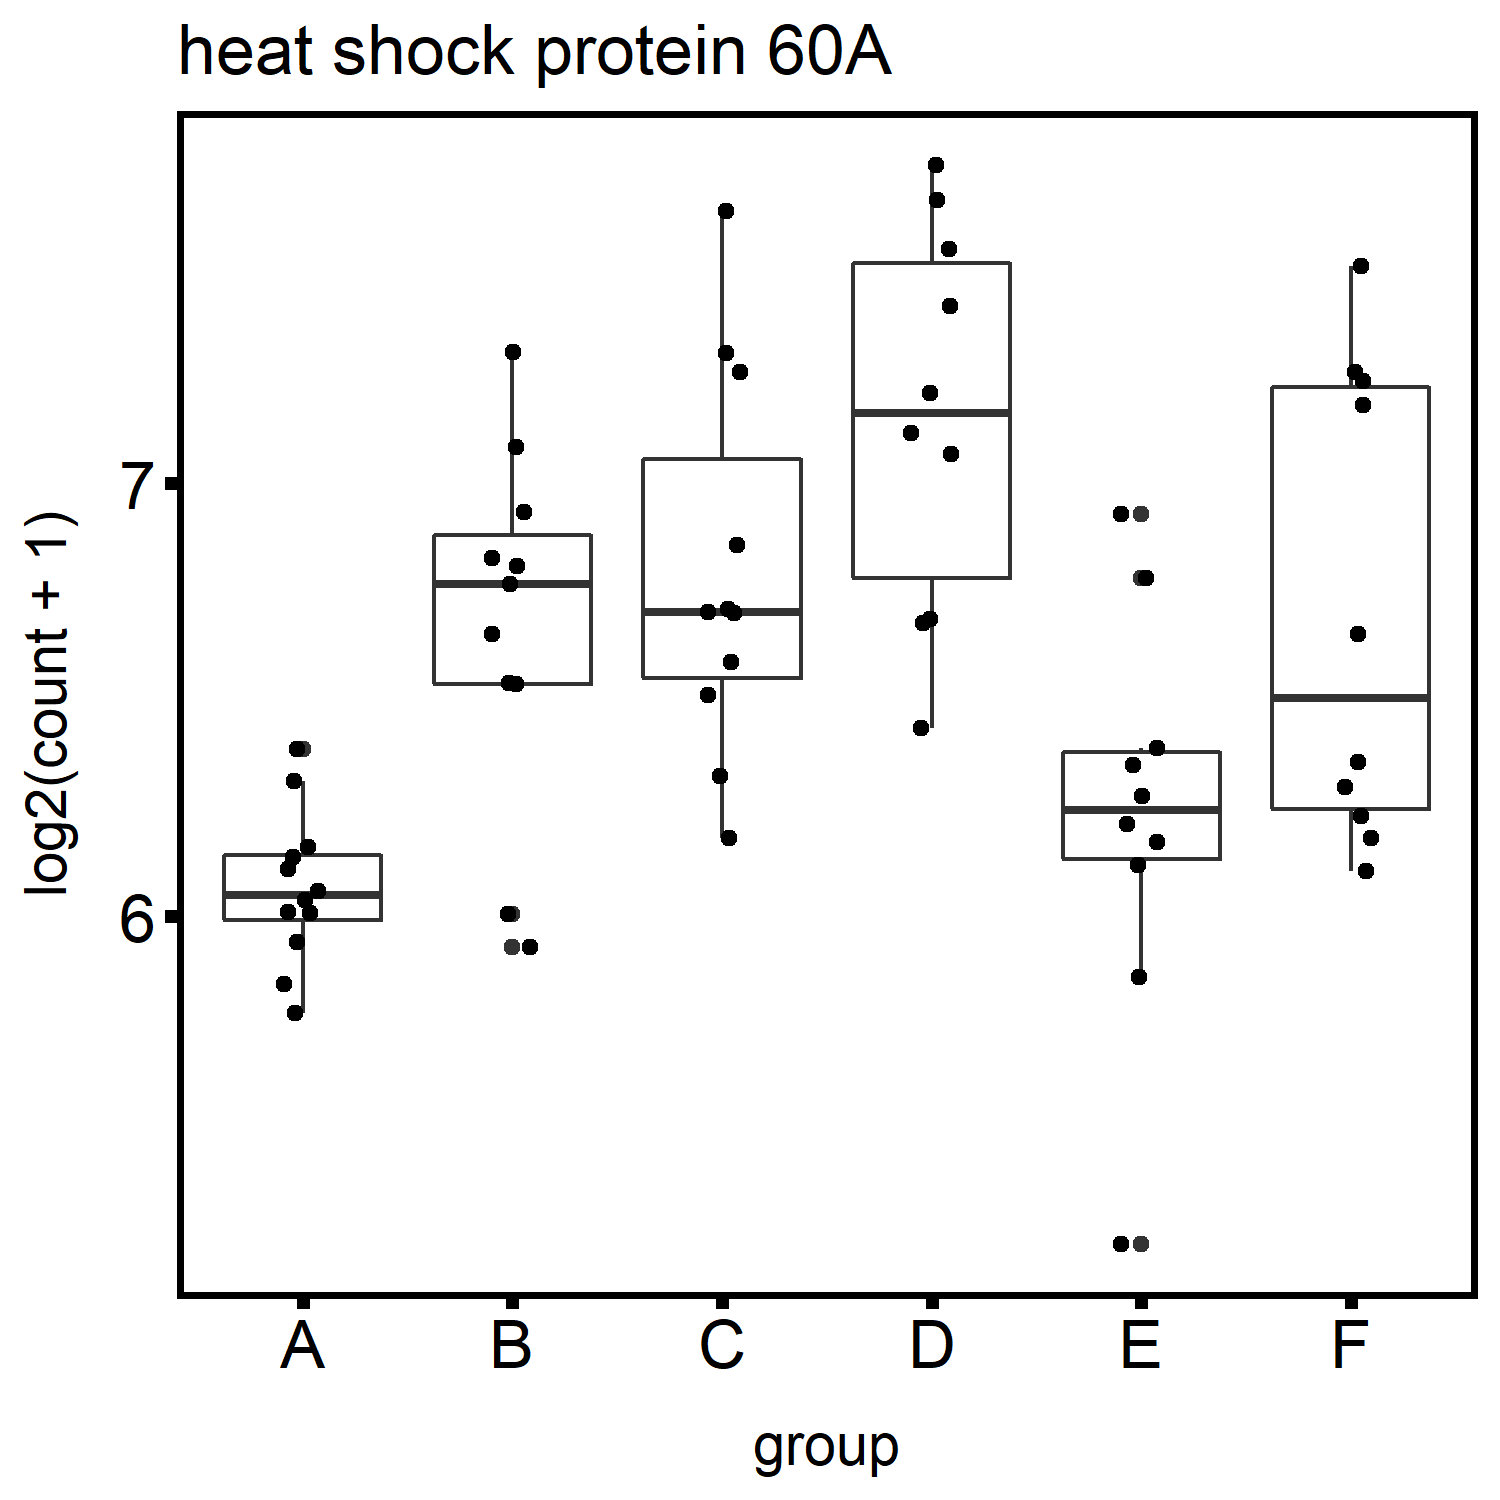 heat shock protein 60A
log2(count + 1)
7
6
A B C D E F
group